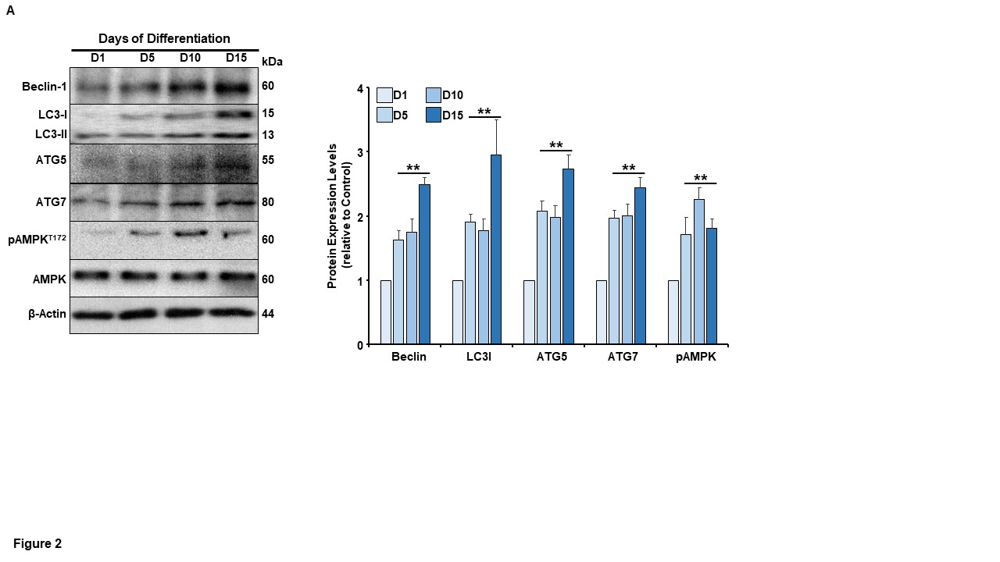 A
Days of Differentiation
D1 D5 D10 D15 kDa
Beclin-1 60
LC3-I 15
LC3-II 13
ATG5 55
ATG7 80
pAMPKT172 60
AMPK 60
β-Actin 44
Protein Expression Levels
(relative to Control)
4
3
2
1
0
D1 D10
D5 D15
** ** ** ** **
Beclin LC3I ATG5 ATG7 pAMPK
Figure 2